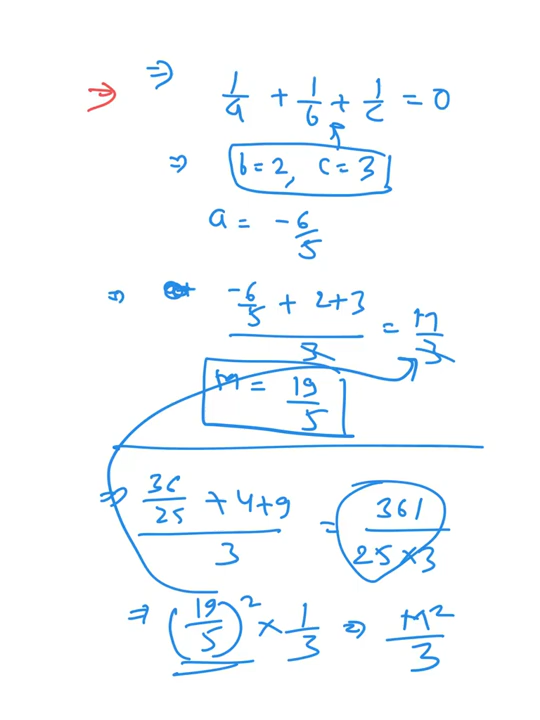 ⇒ ⇒ 1/a + 1/b + 1/c = 0
⇒ b = 2, c = 3
a = -6/5
⇒ (-6/5 + 2 + 3)/3 = M/3
M = 19/5
⇒ (36/25 + 4 + 9)/3 = 361/(25×3)
⇒ (19/5)² × 1/3 ⇒ M²/3